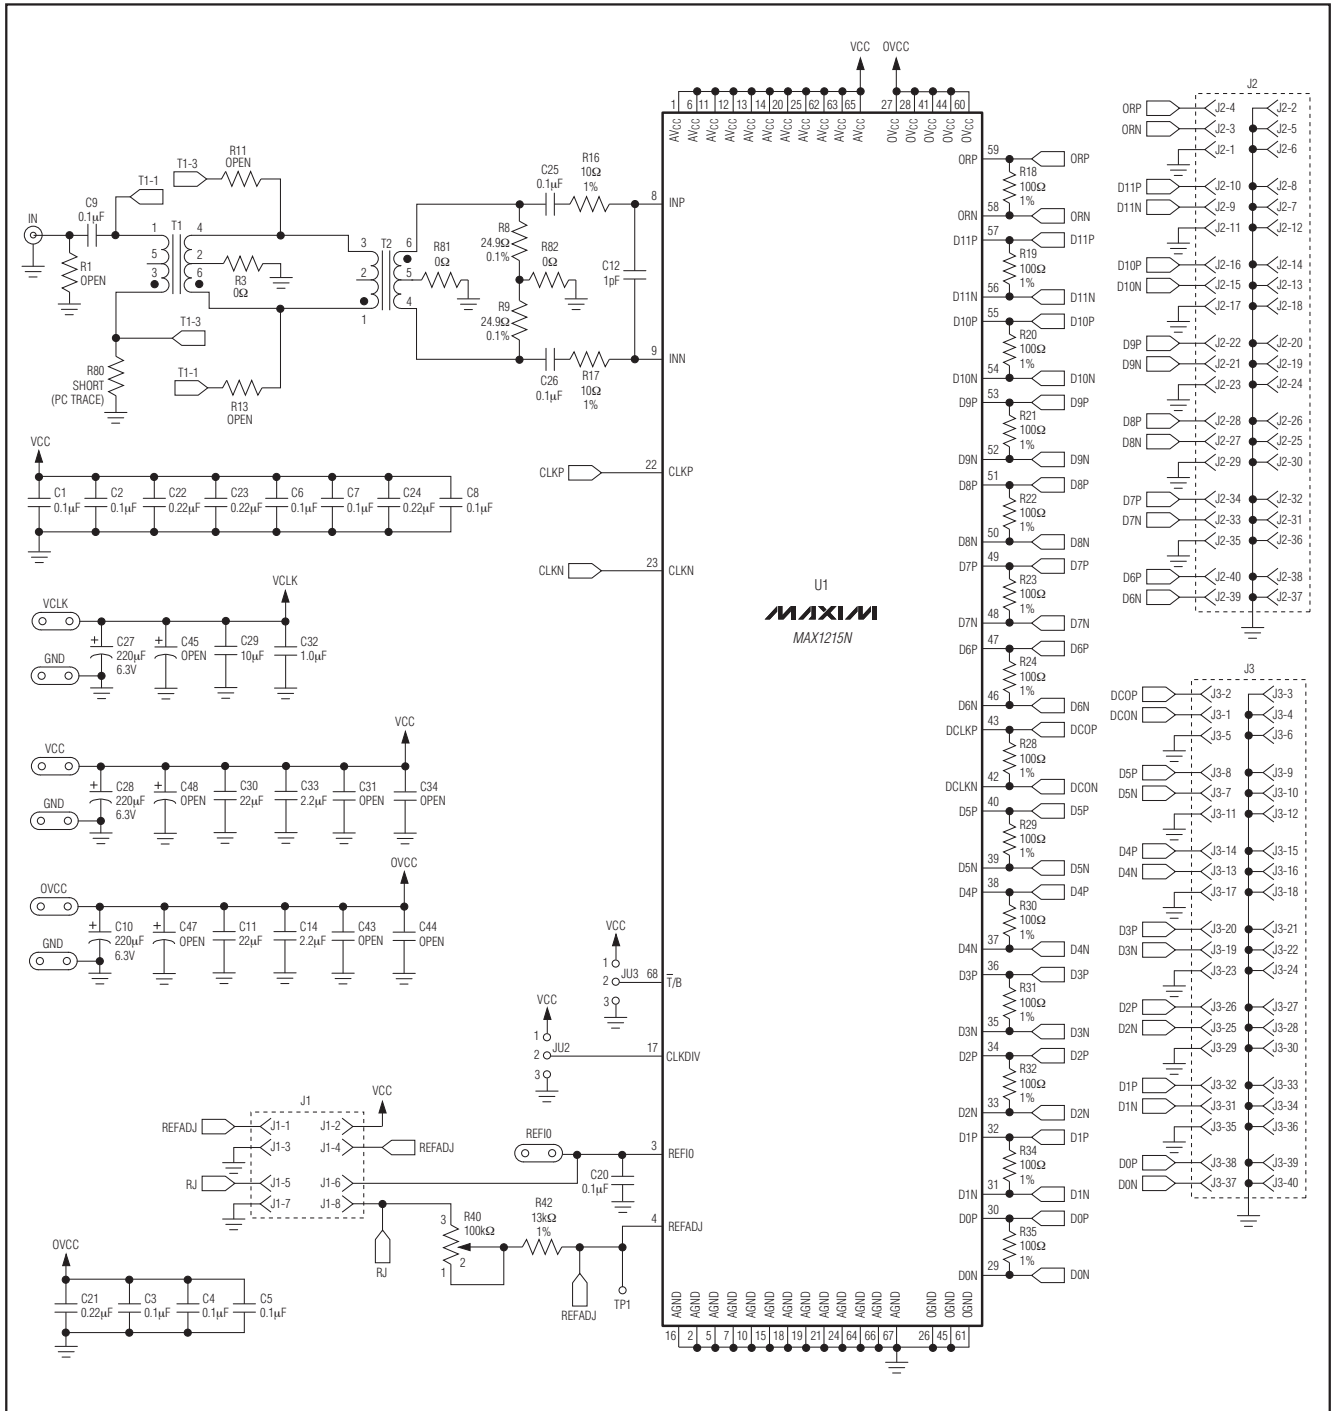 VCC OVCC
1 6 11 12 13 14 20 25 62 63 65 27 28 41 44 60
AVCC AVCC AVCC AVCC AVCC AVCC AVCC AVCC AVCC AVCC AVCC OVCC OVCC OVCC OVCC OVCC
IN
C9
0.1µF
R1
OPEN
T1-1
T1-3
R11
OPEN
T1
1
5
3
4
2
6
R3
0Ω
T1-3
R80
SHORT
(PC TRACE)
T1-1
R13
OPEN
T2
3
2
1
6
5
4
R81
0Ω
R8
24.9Ω
0.1%
R82
0Ω
R9
24.9Ω
0.1%
C25
0.1µF
R16
10Ω
1%
C12
1pF
C26
0.1µF
R17
10Ω
1%
8 INP
9 INN
CLKP 22 CLKP
CLKN 23 CLKN
VCC
C1
0.1µF
C2
0.1µF
C22
0.22µF
C23
0.22µF
C6
0.1µF
C7
0.1µF
C24
0.22µF
C8
0.1µF
VCLK
VCLK
GND
+
C27
220µF
6.3V
+
C45
OPEN
C29
10µF
C32
1.0µF
VCC
VCC
GND
+
C28
220µF
6.3V
+
C48
OPEN
C30
22µF
C33
2.2µF
C31
OPEN
C34
OPEN
OVCC
OVCC
GND
+
C10
220µF
6.3V
+
C47
OPEN
C11
22µF
C14
2.2µF
C43
OPEN
C44
OPEN
VCC
1
2 JU3 68 T/B
3
VCC
1
2 JU2 17 CLKDIV
3
J1
VCC
REFADJ J1-1 J1-2
J1-3 J1-4 REFADJ
RJ J1-5 J1-6
J1-7 J1-8
REFIO
3 REFIO
C20
0.1µF
RJ
R40
100kΩ
3
2
1
R42
13kΩ
1%
REFADJ
TP1
4 REFADJ
OVCC
C21
0.22µF
C3
0.1µF
C4
0.1µF
C5
0.1µF
U1
MAXIM
MAX1215N
AGND AGND AGND AGND AGND AGND AGND AGND AGND AGND AGND AGND AGND OGND OGND OGND
16 2 5 7 10 15 18 19 21 24 64 66 67 26 45 61
ORP 59 ORP
R18
100Ω
1%
ORN 58 ORN
D11P 57 D11P
R19
100Ω
1%
D11N 56 D11N
D10P 55 D10P
R20
100Ω
1%
D10N 54 D10N
D9P 53 D9P
R21
100Ω
1%
D9N 52 D9N
D8P 51 D8P
R22
100Ω
1%
D8N 50 D8N
D7P 49 D7P
R23
100Ω
1%
D7N 48 D7N
D6P 47 D6P
R24
100Ω
1%
D6N 46 D6N
DCLKP 43 DCOP
R28
100Ω
1%
DCLKN 42 DCON
D5P 40 D5P
R29
100Ω
1%
D5N 39 D5N
D4P 38 D4P
R30
100Ω
1%
D4N 37 D4N
D3P 36 D3P
R31
100Ω
1%
D3N 35 D3N
D2P 34 D2P
R32
100Ω
1%
D2N 33 D2N
D1P 32 D1P
R34
100Ω
1%
D1N 31 D1N
D0P 30 D0P
R35
100Ω
1%
D0N 29 D0N
J2
ORP J2-4 J2-2
ORN J2-3 J2-5
J2-1 J2-6
D11P J2-10 J2-8
D11N J2-9 J2-7
J2-11 J2-12
D10P J2-16 J2-14
D10N J2-15 J2-13
J2-17 J2-18
D9P J2-22 J2-20
D9N J2-21 J2-19
J2-23 J2-24
D8P J2-28 J2-26
D8N J2-27 J2-25
J2-29 J2-30
D7P J2-34 J2-32
D7N J2-33 J2-31
J2-35 J2-36
D6P J2-40 J2-38
D6N J2-39 J2-37
J3
DCOP J3-2 J3-3
DCON J3-1 J3-4
J3-5 J3-6
D5P J3-8 J3-9
D5N J3-7 J3-10
J3-11 J3-12
D4P J3-14 J3-15
D4N J3-13 J3-16
J3-17 J3-18
D3P J3-20 J3-21
D3N J3-19 J3-22
J3-23 J3-24
D2P J3-26 J3-27
D2N J3-25 J3-28
J3-29 J3-30
D1P J3-32 J3-33
D1N J3-31 J3-34
J3-35 J3-36
D0P J3-38 J3-39
D0N J3-37 J3-40